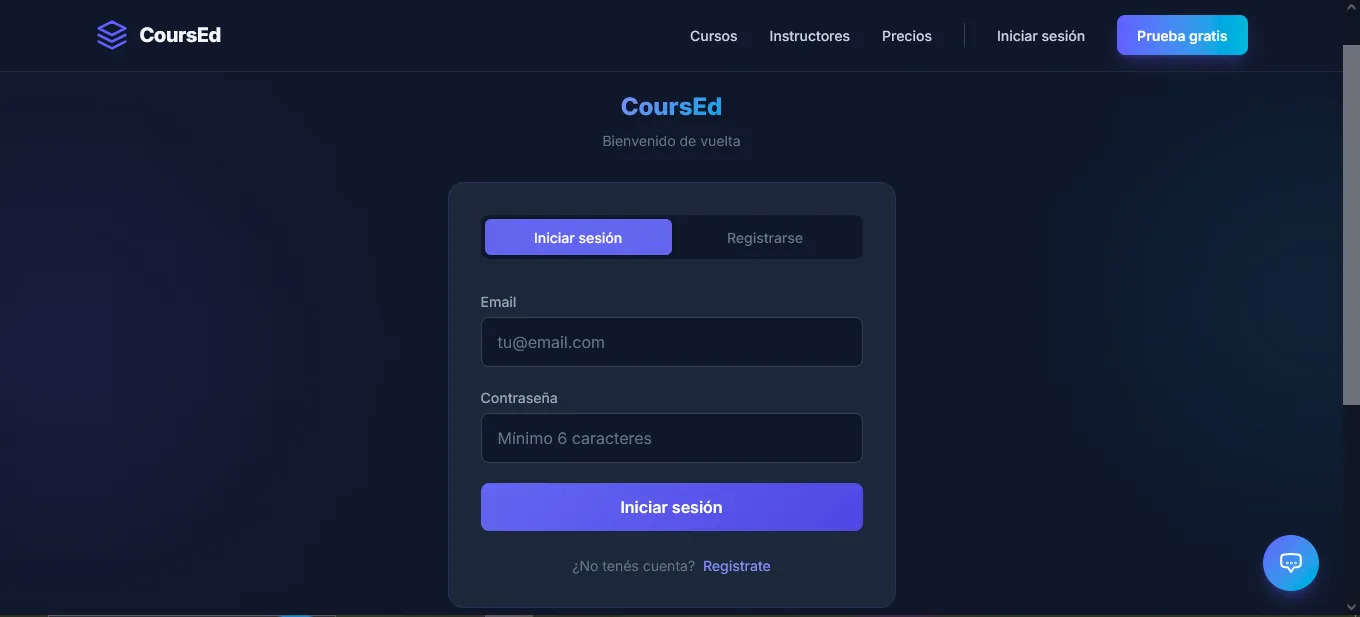 CoursEd
Cursos Instructores Precios Iniciar sesión Prueba gratis
CoursEd
Bienvenido de vuelta
Iniciar sesión Registrarse
Email
tu@email.com
Contraseña
Mínimo 6 caracteres
Iniciar sesión
¿No tenés cuenta? Registrate